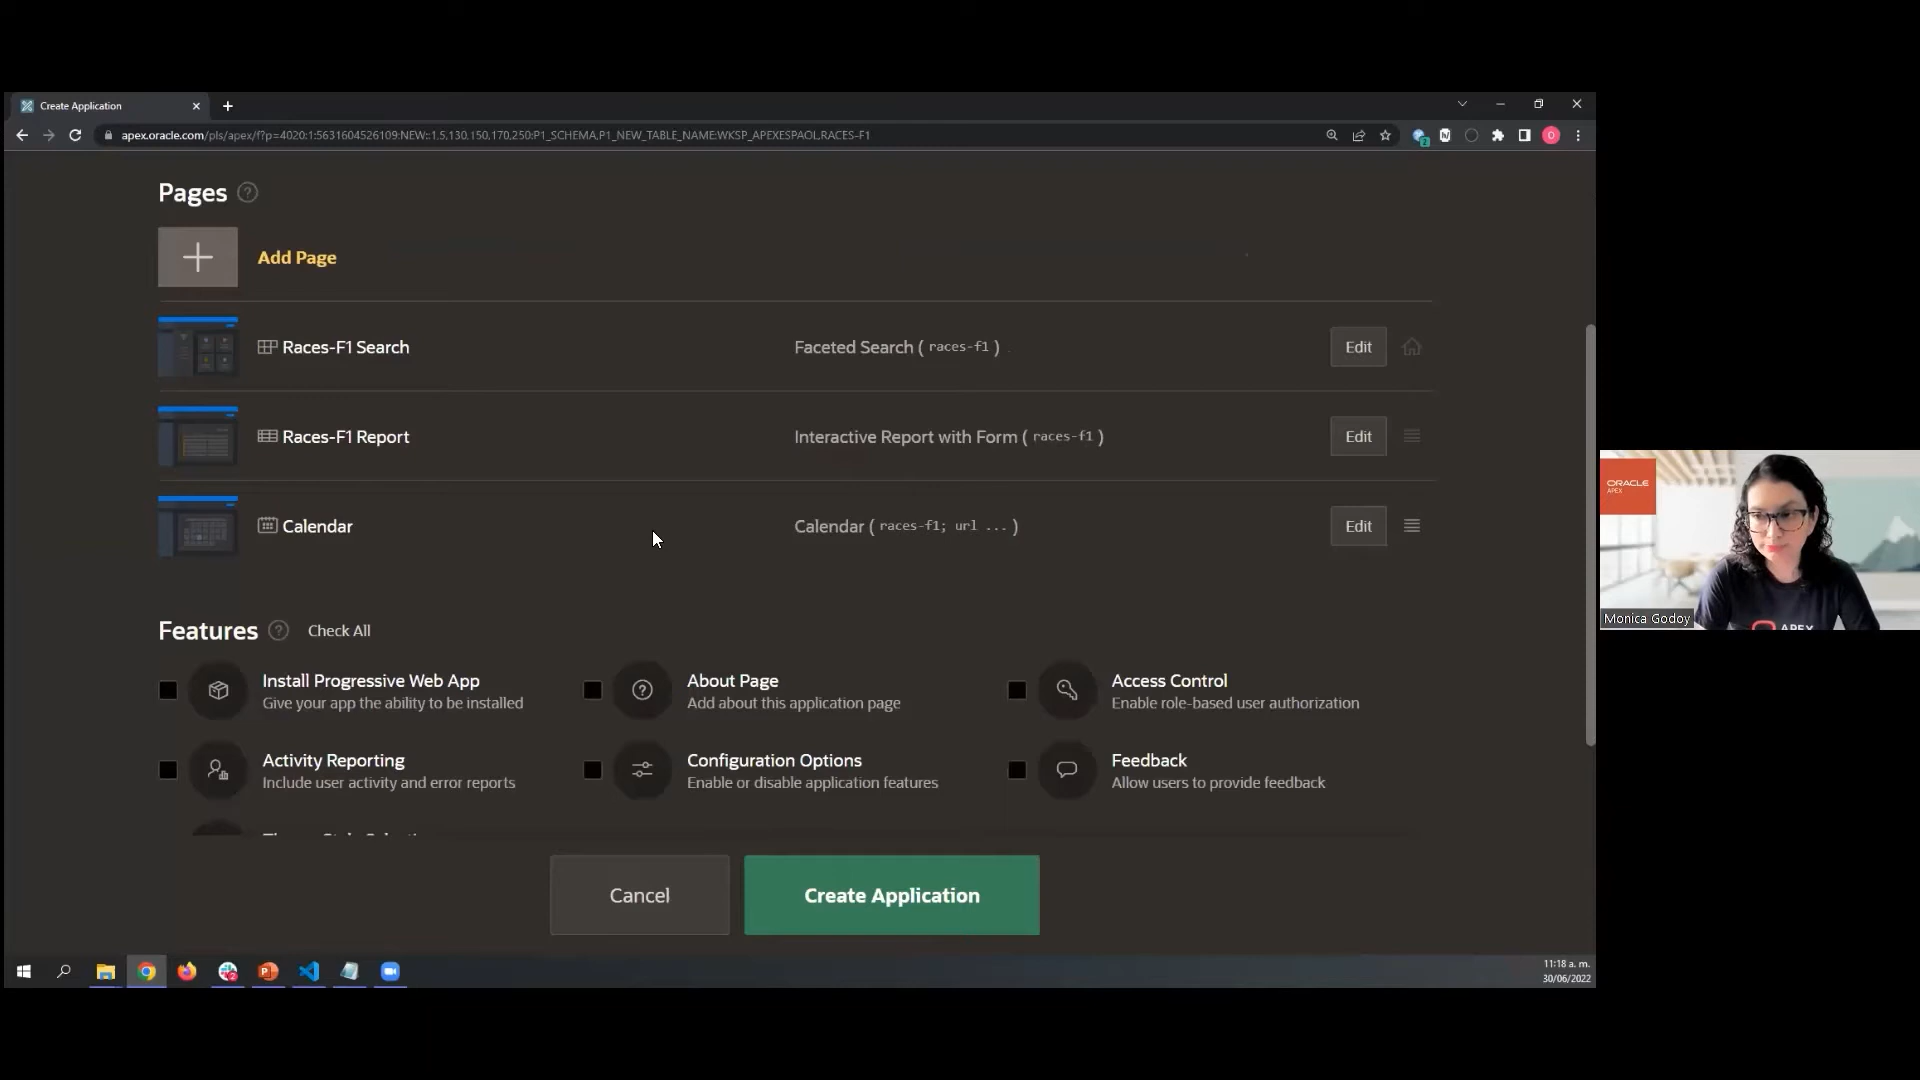 Create Application
apex.oracle.com/pls/apex/f?p=4020:1:5631604526109:NEW::1,5,130,150,170,250:P1_SCHEMA,P1_NEW_TABLE_NAME:WKSP_APEXESPAOL,RACES-F1
Pages
Add Page
Races-F1 Search
Faceted Search ( races-f1 )
Edit
Races-F1 Report
Interactive Report with Form ( races-f1 )
Edit
Calendar
Calendar ( races-f1; url ... )
Edit
Features
Check All
Install Progressive Web App
Give your app the ability to be installed
About Page
Add about this application page
Access Control
Enable role-based user authorization
Activity Reporting
Include user activity and error reports
Configuration Options
Enable or disable application features
Feedback
Allow users to provide feedback
Cancel
Create Application
11:18 a. m.
30/06/2022
ORACLE
APEX
Monica Godoy
APEX